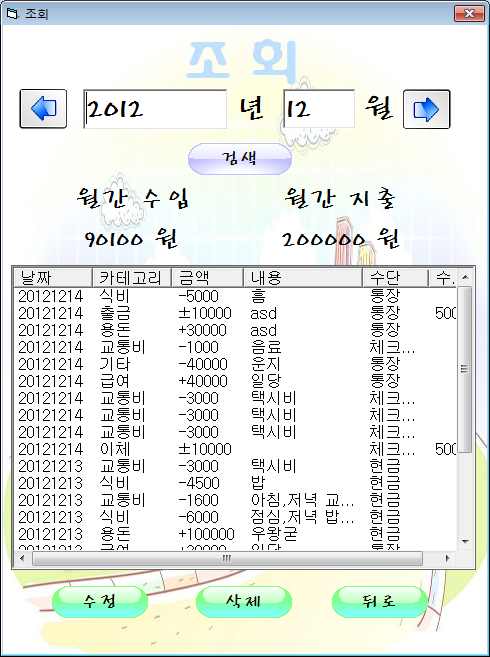 조회
조회
2012 년 12 월
검색
월간 수입 월간 지출
90100 원 200000 원
날짜 카테고리 금액 내용 수단 수.
20121214 식비 -5000 흠 통장
20121214 출금 ±10000 asd 통장 500
20121214 용돈 +30000 asd 통장
20121214 교통비 -1000 음료 체크...
20121214 기타 -40000 운지 통장
20121214 급여 +40000 일당 통장
20121214 교통비 -3000 택시비 체크...
20121214 교통비 -3000 택시비 체크...
20121214 교통비 -3000 택시비 체크...
20121214 이체 ±10000 500
20121213 교통비 -3000 택시비 현금
20121213 식비 -4500 밥 현금
20121213 교통비 -1600 아침,저녁 교... 현금
20121213 식비 -6000 점심,저녁 밥... 현금
20121213 용돈 +100000 우왕굳 현금
20121213 급여 일당 현금
수정 삭제 뒤로